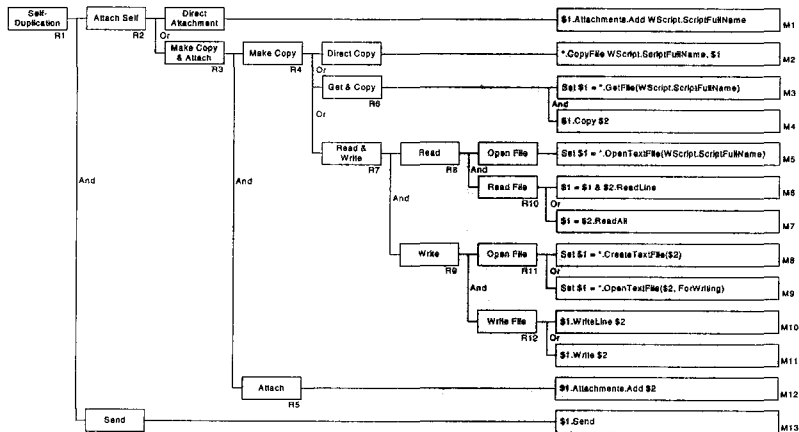 Self-
Duplication
R1
Attach Self
R2
Direct
Attachment
Or
Make Copy
& Attach
R3
Make Copy
R4
Direct Copy
Or
Get & Copy
R6
Or
Read &
Write
R7
Read
R8
Open File
And
Read File
R10
And
Write
R9
Open File
R11
And
Write File
R12
And
Attach
R5
And
Send
$1.Attachments.Add WScript.ScriptFullName
M1
*.CopyFile WScript.ScriptFullName, $1
M2
Set $1 = *.GetFile(WScript.ScriptFullName)
M3
And
$1.Copy $2
M4
Set $1 = *.OpenTextFile(WScript.ScriptFullName)
M5
$1 = $1 & $2.ReadLine
M6
Or
$1 = $2.ReadAll
M7
Set $1 = *.CreateTextFile($2)
M8
Or
Set $1 = *.OpenTextFile($2, ForWriting)
M9
$1.WriteLine $2
M10
Or
$1.Write $2
M11
$1.Attachments.Add $2
M12
$1.Send
M13